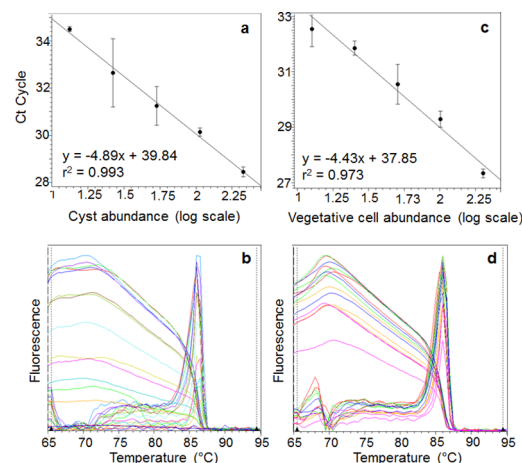 a
34
32
30
28
Ct Cycle
y = -4.89x + 39.84
r² = 0.993
1 1.25 1.5 1.75 2 2.25
Cyst abundance (log scale)
c
33
31
29
27
y = -4.43x + 37.85
r² = 0.973
1 1.25 1.5 1.75 2 2.25
Vegetative cell abundance (log scale)
b
Fluorescence
65 70 75 80 85 90 95
Temperature (°C)
d
Fluorescence
65 70 75 80 85 90 95
Temperature (°C)